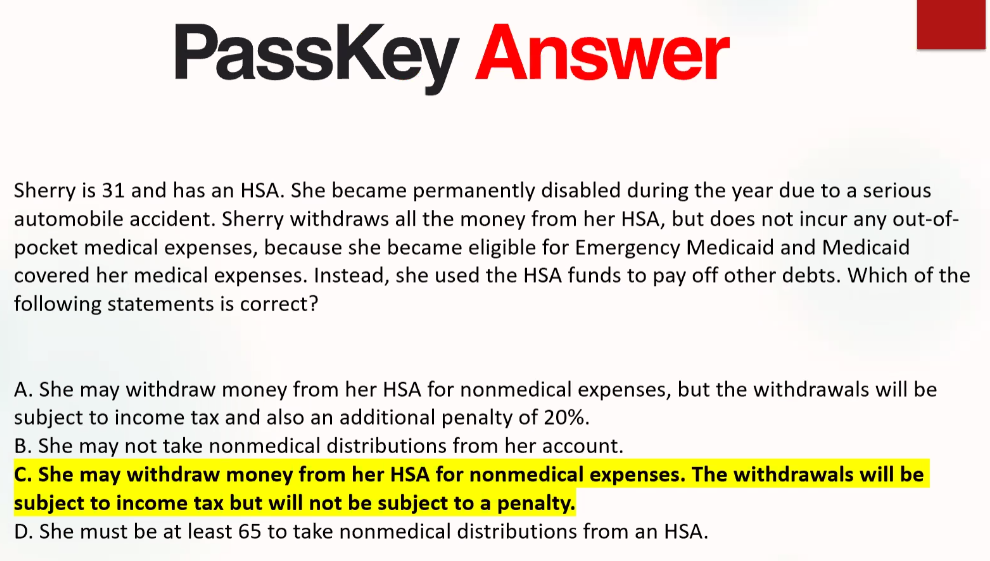 PassKey Answer
Sherry is 31 and has an HSA. She became permanently disabled during the year due to a serious
automobile accident. Sherry withdraws all the money from her HSA, but does not incur any out-of-
pocket medical expenses, because she became eligible for Emergency Medicaid and Medicaid
covered her medical expenses. Instead, she used the HSA funds to pay off other debts. Which of the
following statements is correct?
A. She may withdraw money from her HSA for nonmedical expenses, but the withdrawals will be
subject to income tax and also an additional penalty of 20%.
B. She may not take nonmedical distributions from her account.
C. She may withdraw money from her HSA for nonmedical expenses. The withdrawals will be
subject to income tax but will not be subject to a penalty.
D. She must be at least 65 to take nonmedical distributions from an HSA.